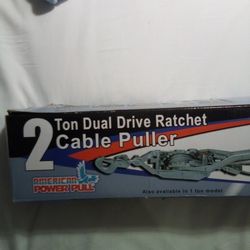 2 Ton Dual Drive Ratchet
Cable Puller
AMERICAN
POWER PULL
Also available in 1 ton model